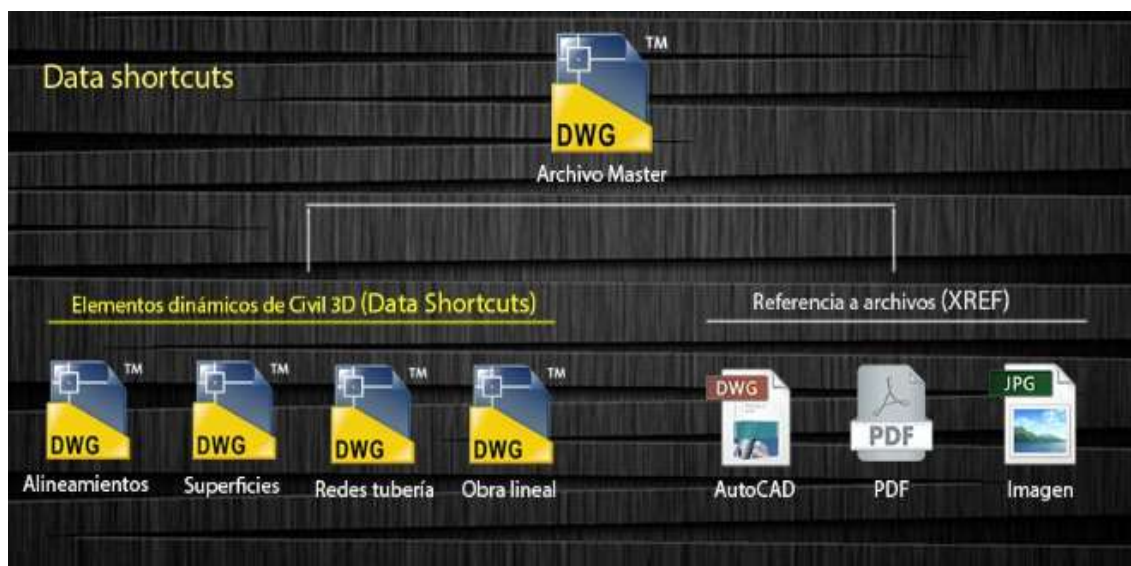 Data shortcuts
TM
DWG
Archivo Master
Elementos dinámicos de Civil 3D (Data Shortcuts)
Referencia a archivos (XREF)
TM
TM
TM
TM
DWG
DWG
DWG
DWG
DWG
PDF
JPG
Alineamientos
Superficies
Redes tubería
Obra lineal
AutoCAD
PDF
Imagen